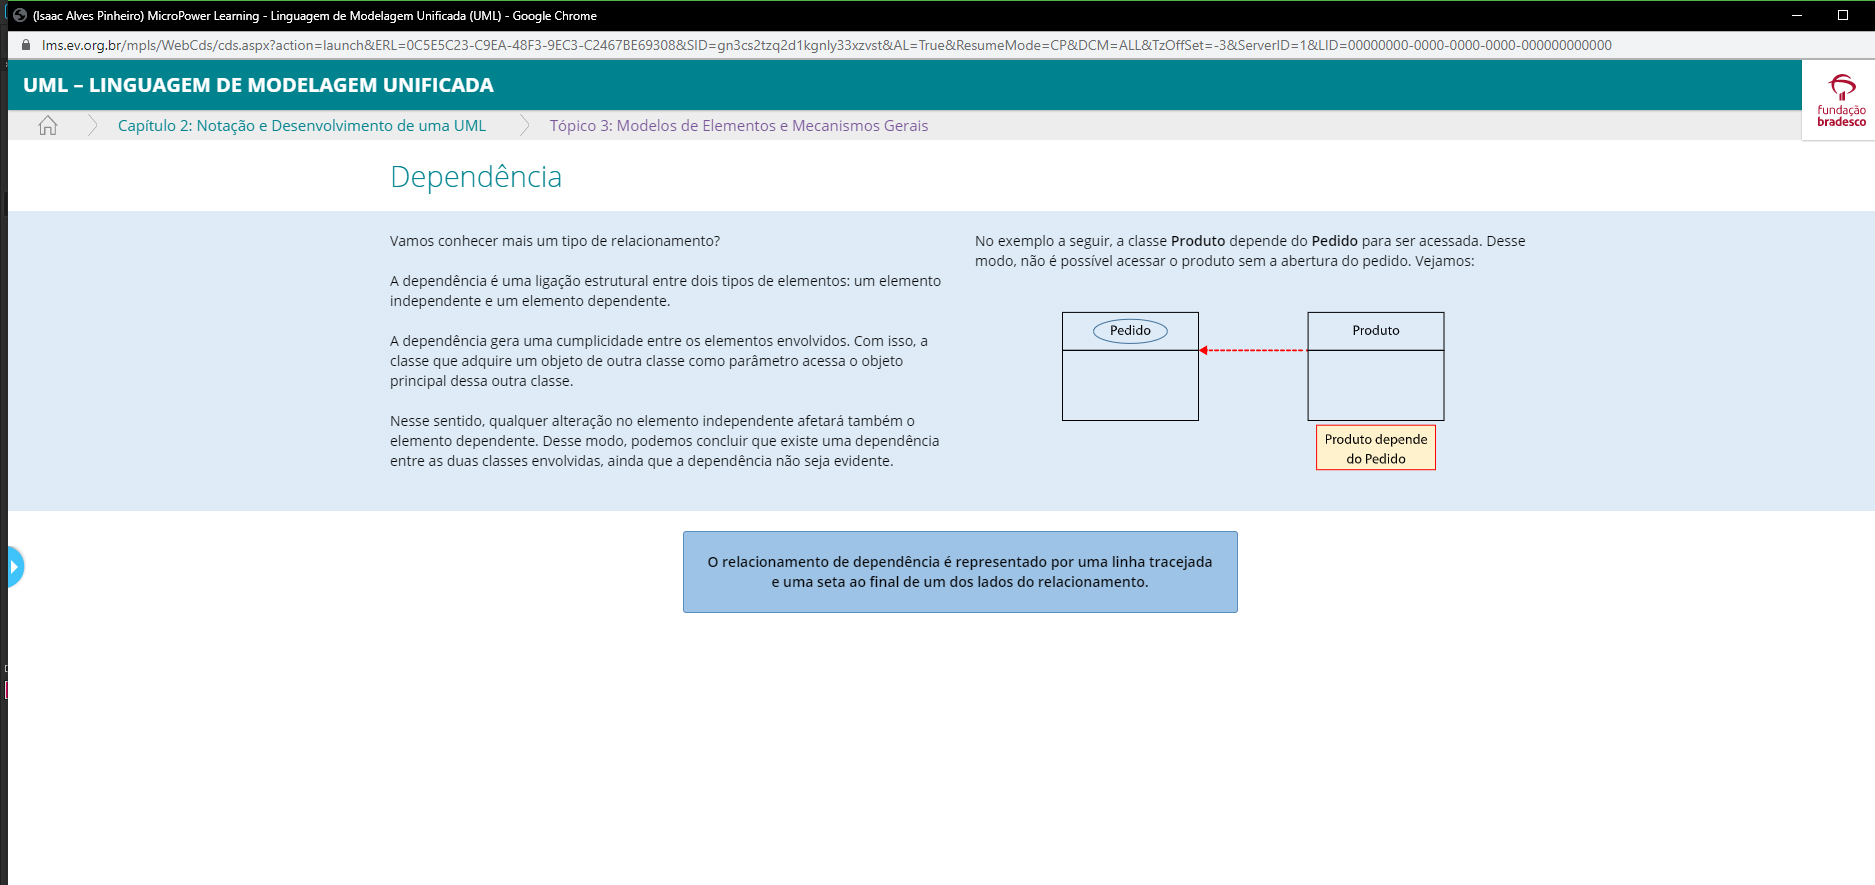 (Isaac Alves Pinheiro) MicroPower Learning - Linguagem de Modelagem Unificada (UML) - Google Chrome
lms.ev.org.br/mpls/WebCds/cds.aspx?action=launch&ERL=0C5E5C23-C9EA-48F3-9EC3-C2467BE69308&SID=gn3cs2tzq2d1kgnly33xzvst&AL=True&ResumeMode=CP&DCM=ALL&TzOffSet=-3&ServerID=1&LID=00000000-0000-0000-0000-000000000000
UML – LINGUAGEM DE MODELAGEM UNIFICADA
fundação
bradesco
Capítulo 2: Notação e Desenvolvimento de uma UML
Tópico 3: Modelos de Elementos e Mecanismos Gerais
Dependência
Vamos conhecer mais um tipo de relacionamento?
A dependência é uma ligação estrutural entre dois tipos de elementos: um elemento
independente e um elemento dependente.
A dependência gera uma cumplicidade entre os elementos envolvidos. Com isso, a
classe que adquire um objeto de outra classe como parâmetro acessa o objeto
principal dessa outra classe.
Nesse sentido, qualquer alteração no elemento independente afetará também o
elemento dependente. Desse modo, podemos concluir que existe uma dependência
entre as duas classes envolvidas, ainda que a dependência não seja evidente.
No exemplo a seguir, a classe Produto depende do Pedido para ser acessada. Desse
modo, não é possível acessar o produto sem a abertura do pedido. Vejamos:
Pedido
Produto
Produto depende
do Pedido
O relacionamento de dependência é representado por uma linha tracejada
e uma seta ao final de um dos lados do relacionamento.